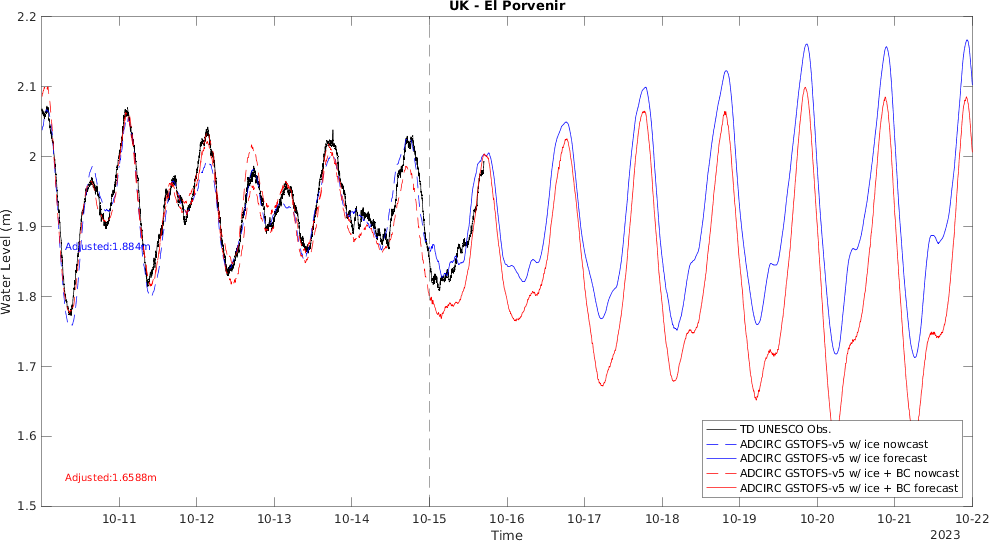 UK - El Porvenir
2.2
2.1
2
1.9
1.8
1.7
1.6
1.5
Water Level (m)
Adjusted:1.884m
Adjusted:1.6588m
TD UNESCO Obs.
ADCIRC GSTOFS-v5 w/ ice nowcast
ADCIRC GSTOFS-v5 w/ ice forecast
ADCIRC GSTOFS-v5 w/ ice + BC nowcast
ADCIRC GSTOFS-v5 w/ ice + BC forecast
10-11 10-12 10-13 10-14 10-15 10-16 10-17 10-18 10-19 10-20 10-21 10-22
Time
2023